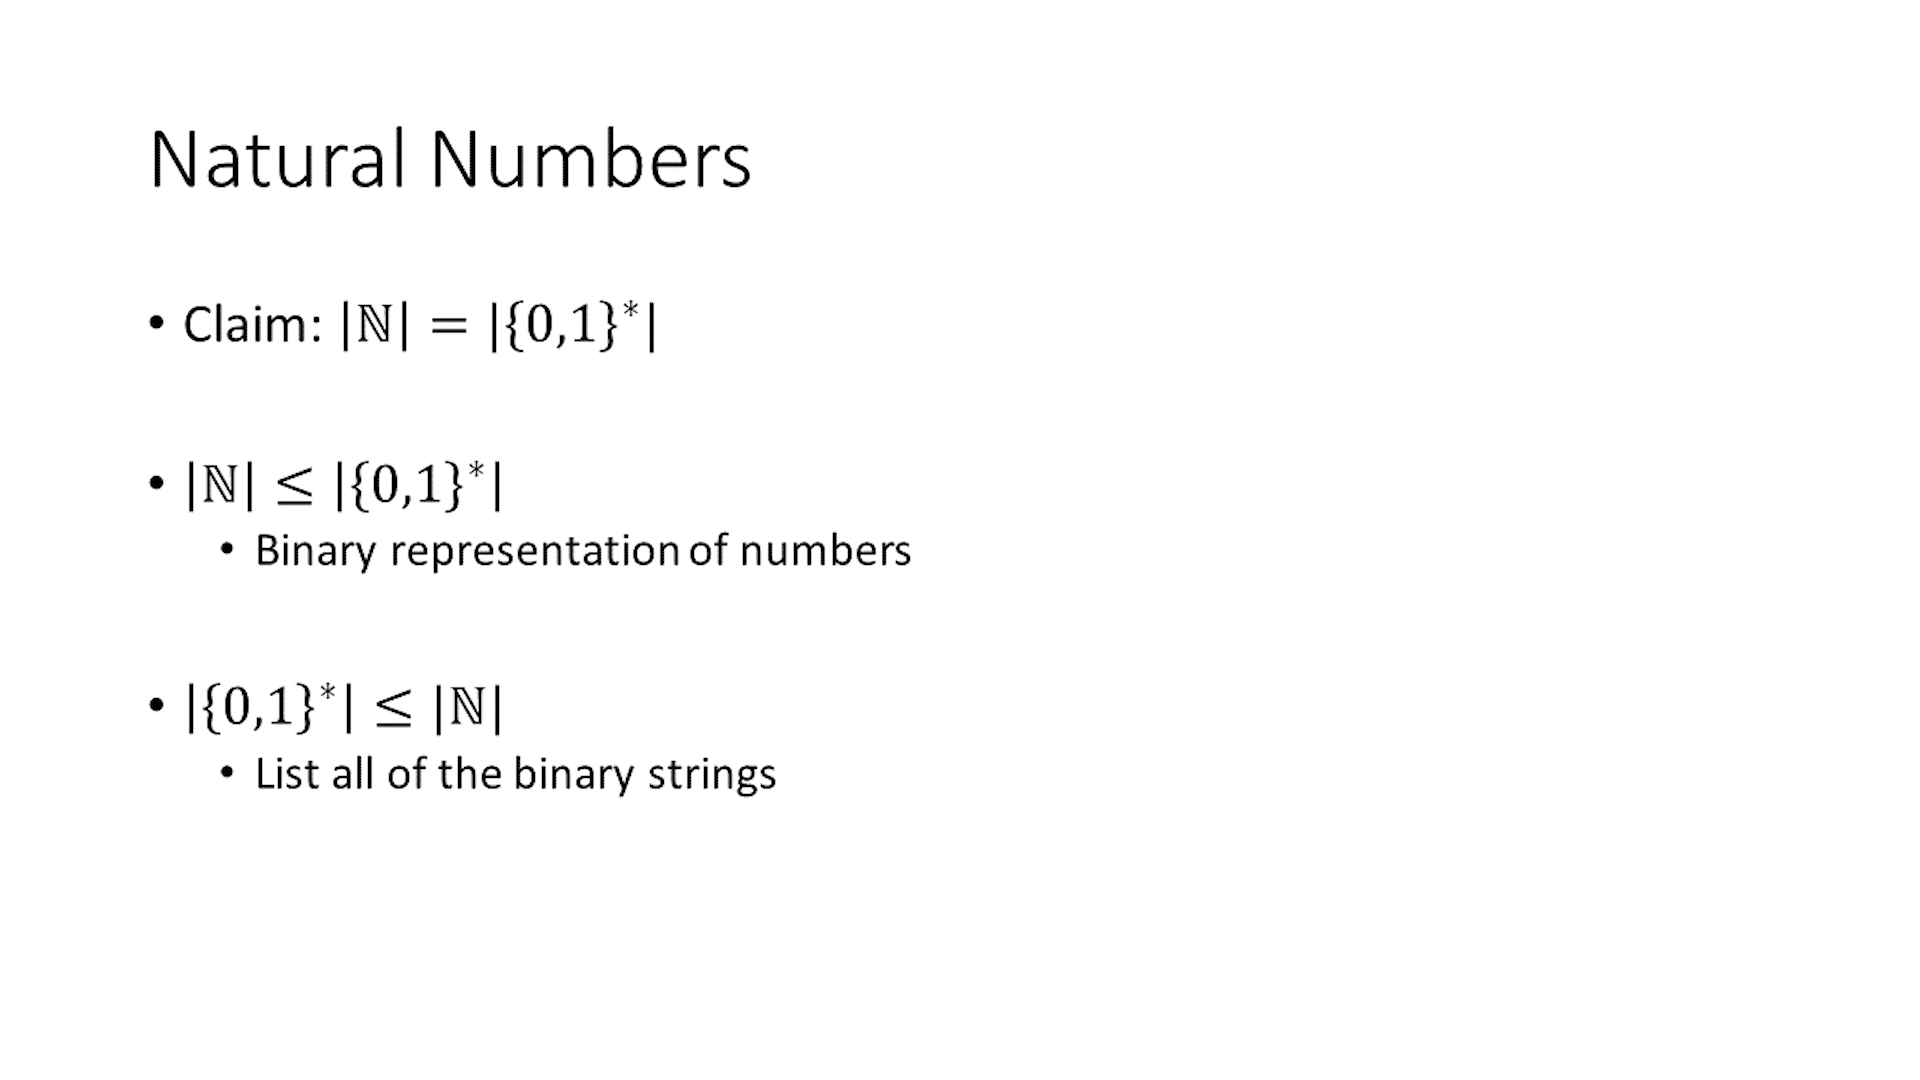 Natural Numbers
• Claim: |ℕ| = |{0,1}*|
• |ℕ| ≤ |{0,1}*|
• Binary representation of numbers
• |{0,1}*| ≤ |ℕ|
• List all of the binary strings